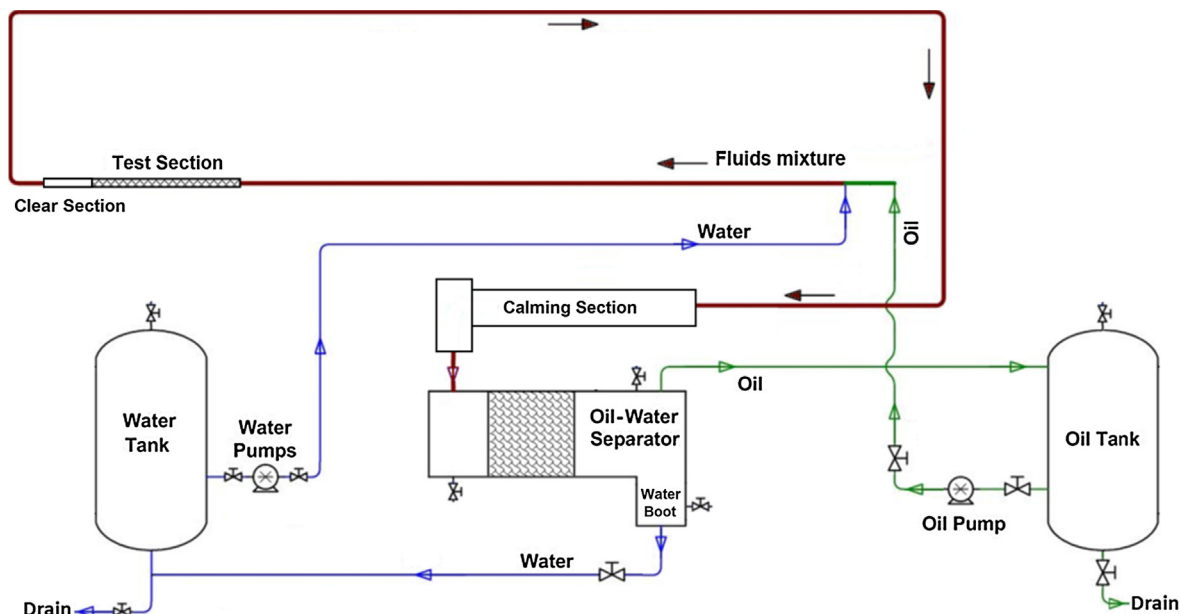 Test Section
Fluids mixture
Clear Section
Water
Oil
Calming Section
Oil
Water
Tank
Water
Pumps
Oil-Water
Separator
Oil Tank
Water
Boot
Oil Pump
Water
Drain
Drain